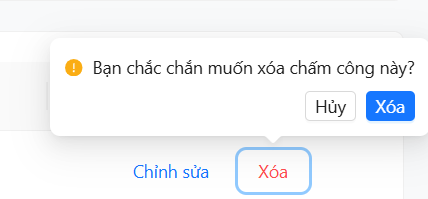 Bạn chắc chắn muốn xóa chấm công này?
Hủy Xóa
Chỉnh sửa Xóa